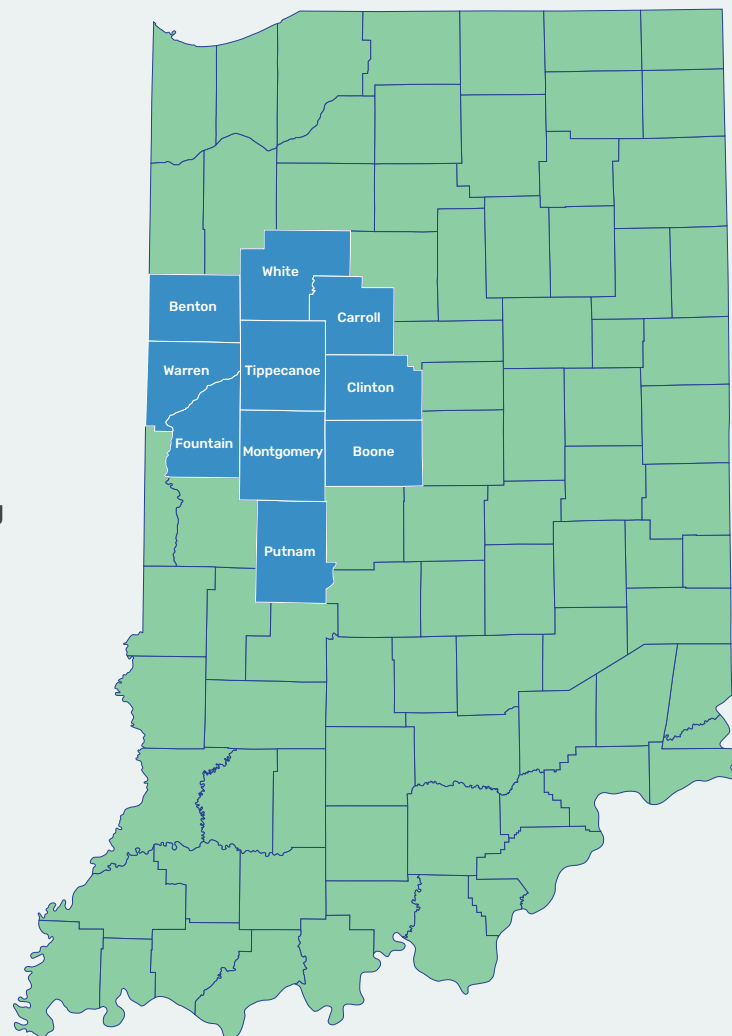 White
Benton
Carroll
Warren
Tippecanoe
Clinton
Fountain
Montgomery
Boone
Putnam